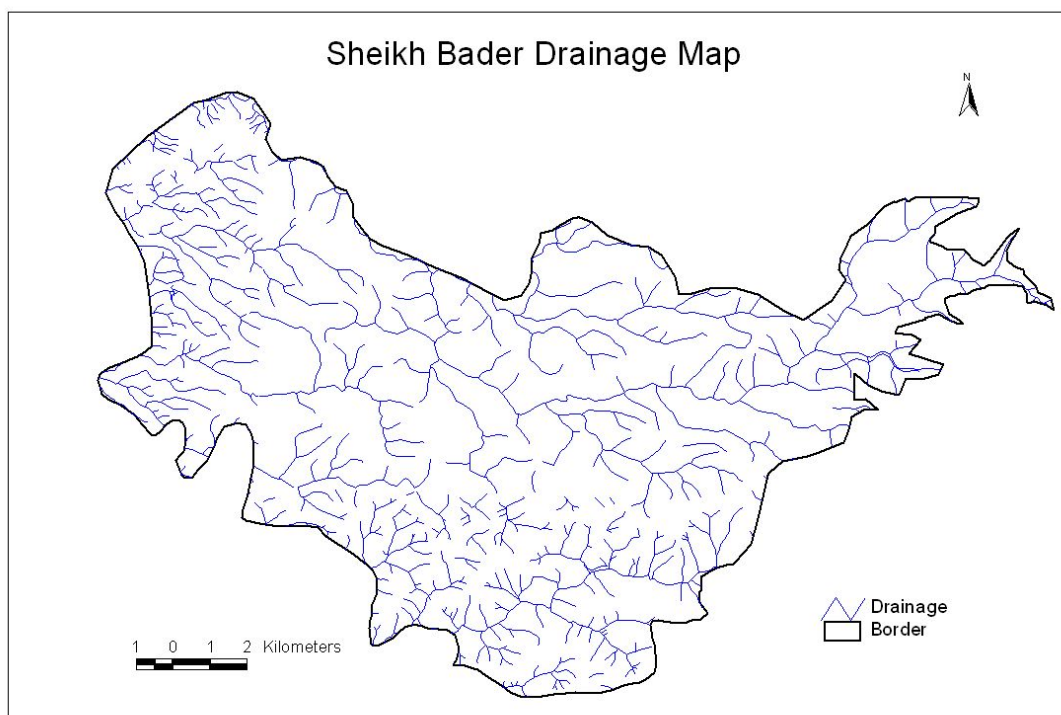 Sheikh Bader Drainage Map
N
Drainage
Border
1 0 1 2 Kilometers